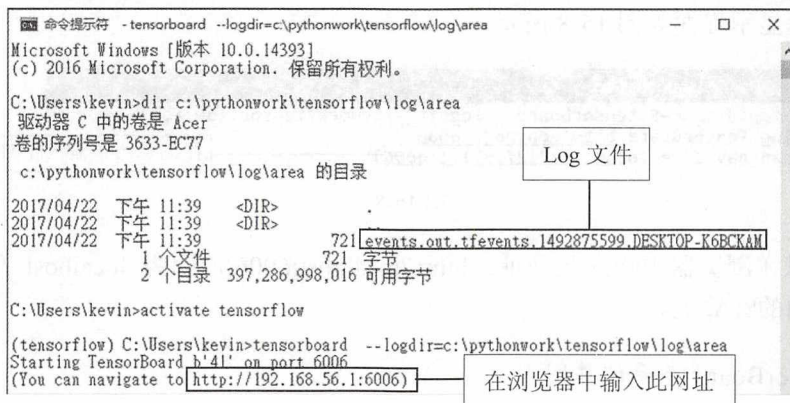 命令提示符 - tensorboard --logdir=c:\pythonwork\tensorflow\log\area
Microsoft Windows [版本 10.0.14393]
(c) 2016 Microsoft Corporation. 保留所有权利。
C:\Users\kevin>dir c:\pythonwork\tensorflow\log\area
驱动器 C 中的卷是 Acer
卷的序列号是 3633-EC77
c:\pythonwork\tensorflow\log\area 的目录
Log 文件
2017/04/22 下午 11:39 <DIR> .
2017/04/22 下午 11:39 <DIR> ..
2017/04/22 下午 11:39 721 events.out.tfevents.1492875599.DESKTOP-K6BCKAM
1 个文件 721 字节
2 个目录 397,286,998,016 可用字节
C:\Users\kevin>activate tensorflow
(tensorflow) C:\Users\kevin>tensorboard --logdir=c:\pythonwork\tensorflow\log\area
Starting TensorBoard b'41' on port 6006
(You can navigate to http://192.168.56.1:6006)
在浏览器中输入此网址